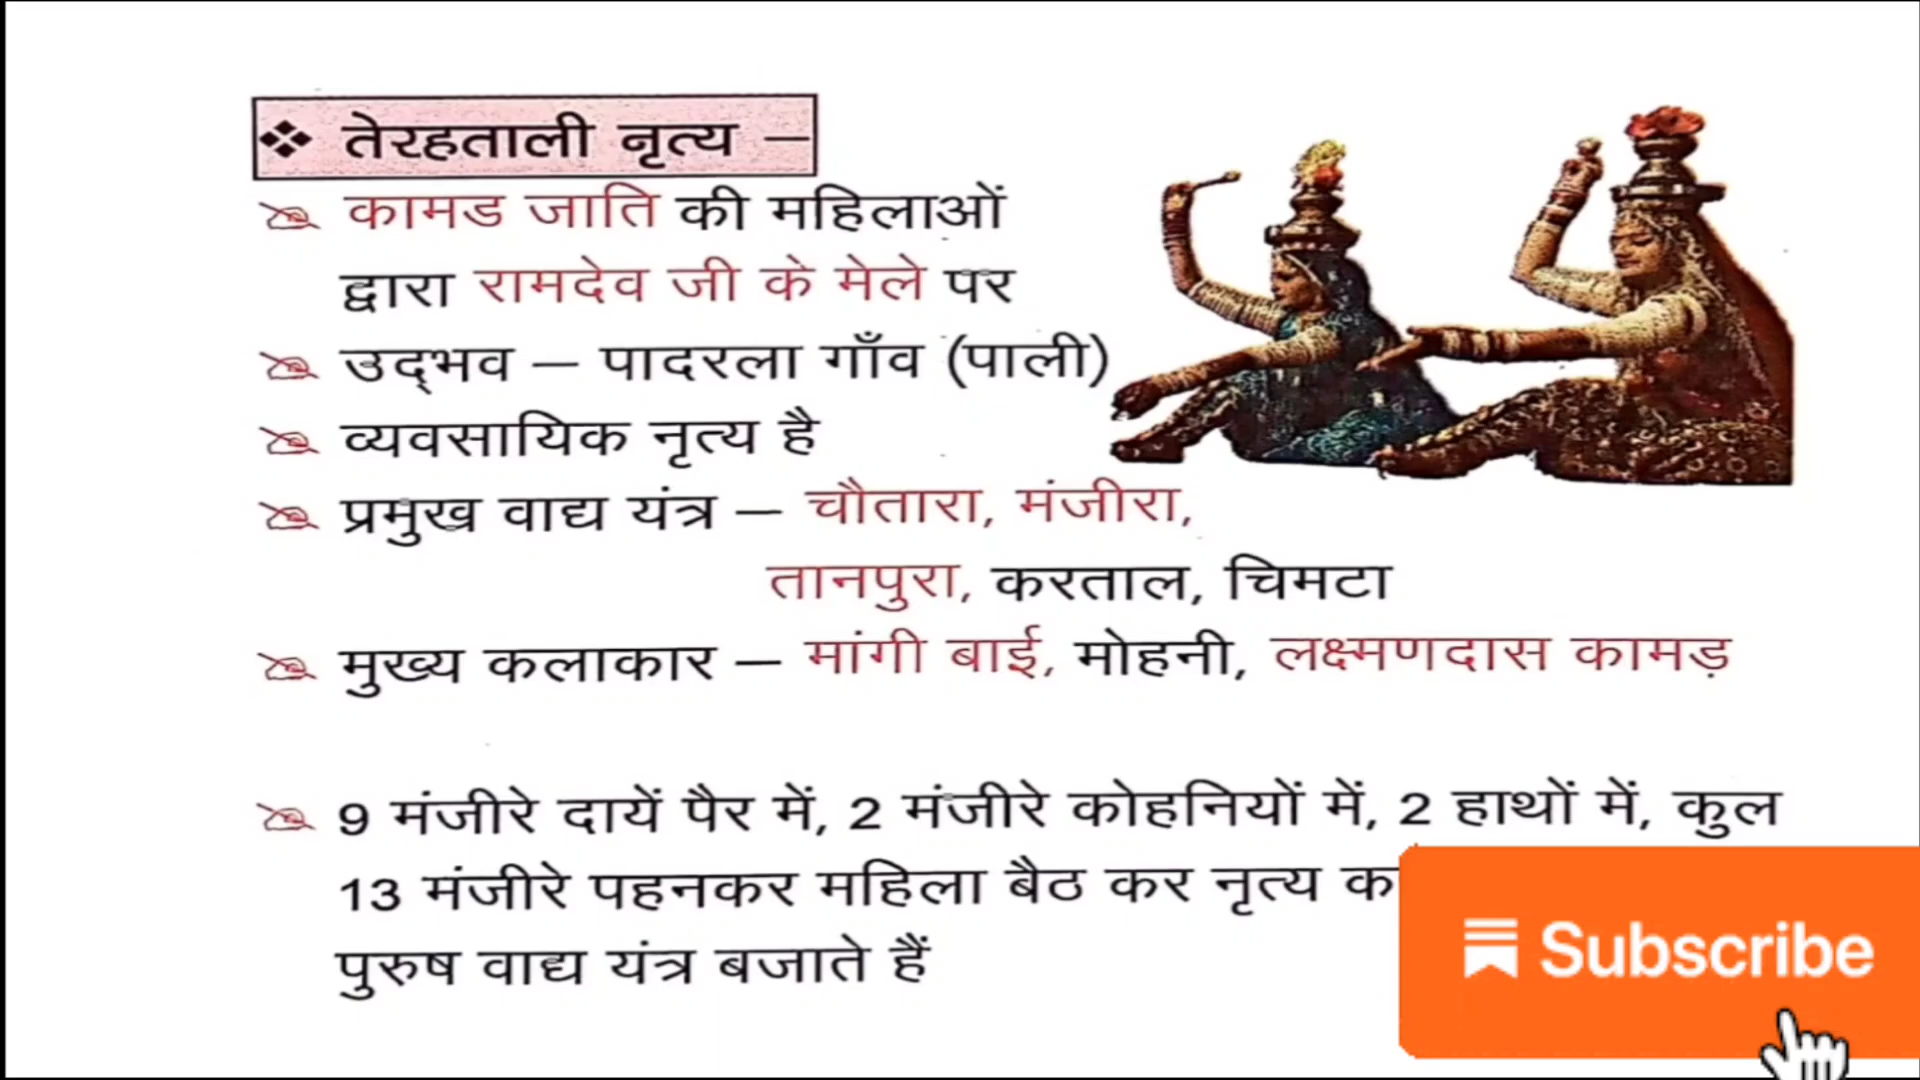 ❖ तेरहताली नृत्य –
कामड जाति की महिलाओं
द्वारा रामदेव जी के मेले पर
उद्‌भव – पादरला गाँव (पाली)
व्यवसायिक नृत्य है
प्रमुख वाद्य यंत्र – चौतारा, मंजीरा,
तानपुरा, करताल, चिमटा
मुख्य कलाकार – मांगी बाई, मोहनी, लक्ष्मणदास कामड़
9 मंजीरे दायें पैर में, 2 मंजीरे कोहनियों में, 2 हाथों में, कुल
13 मंजीरे पहनकर महिला बैठ कर नृत्य
पुरुष वाद्य यंत्र बजाते हैं
Subscribe